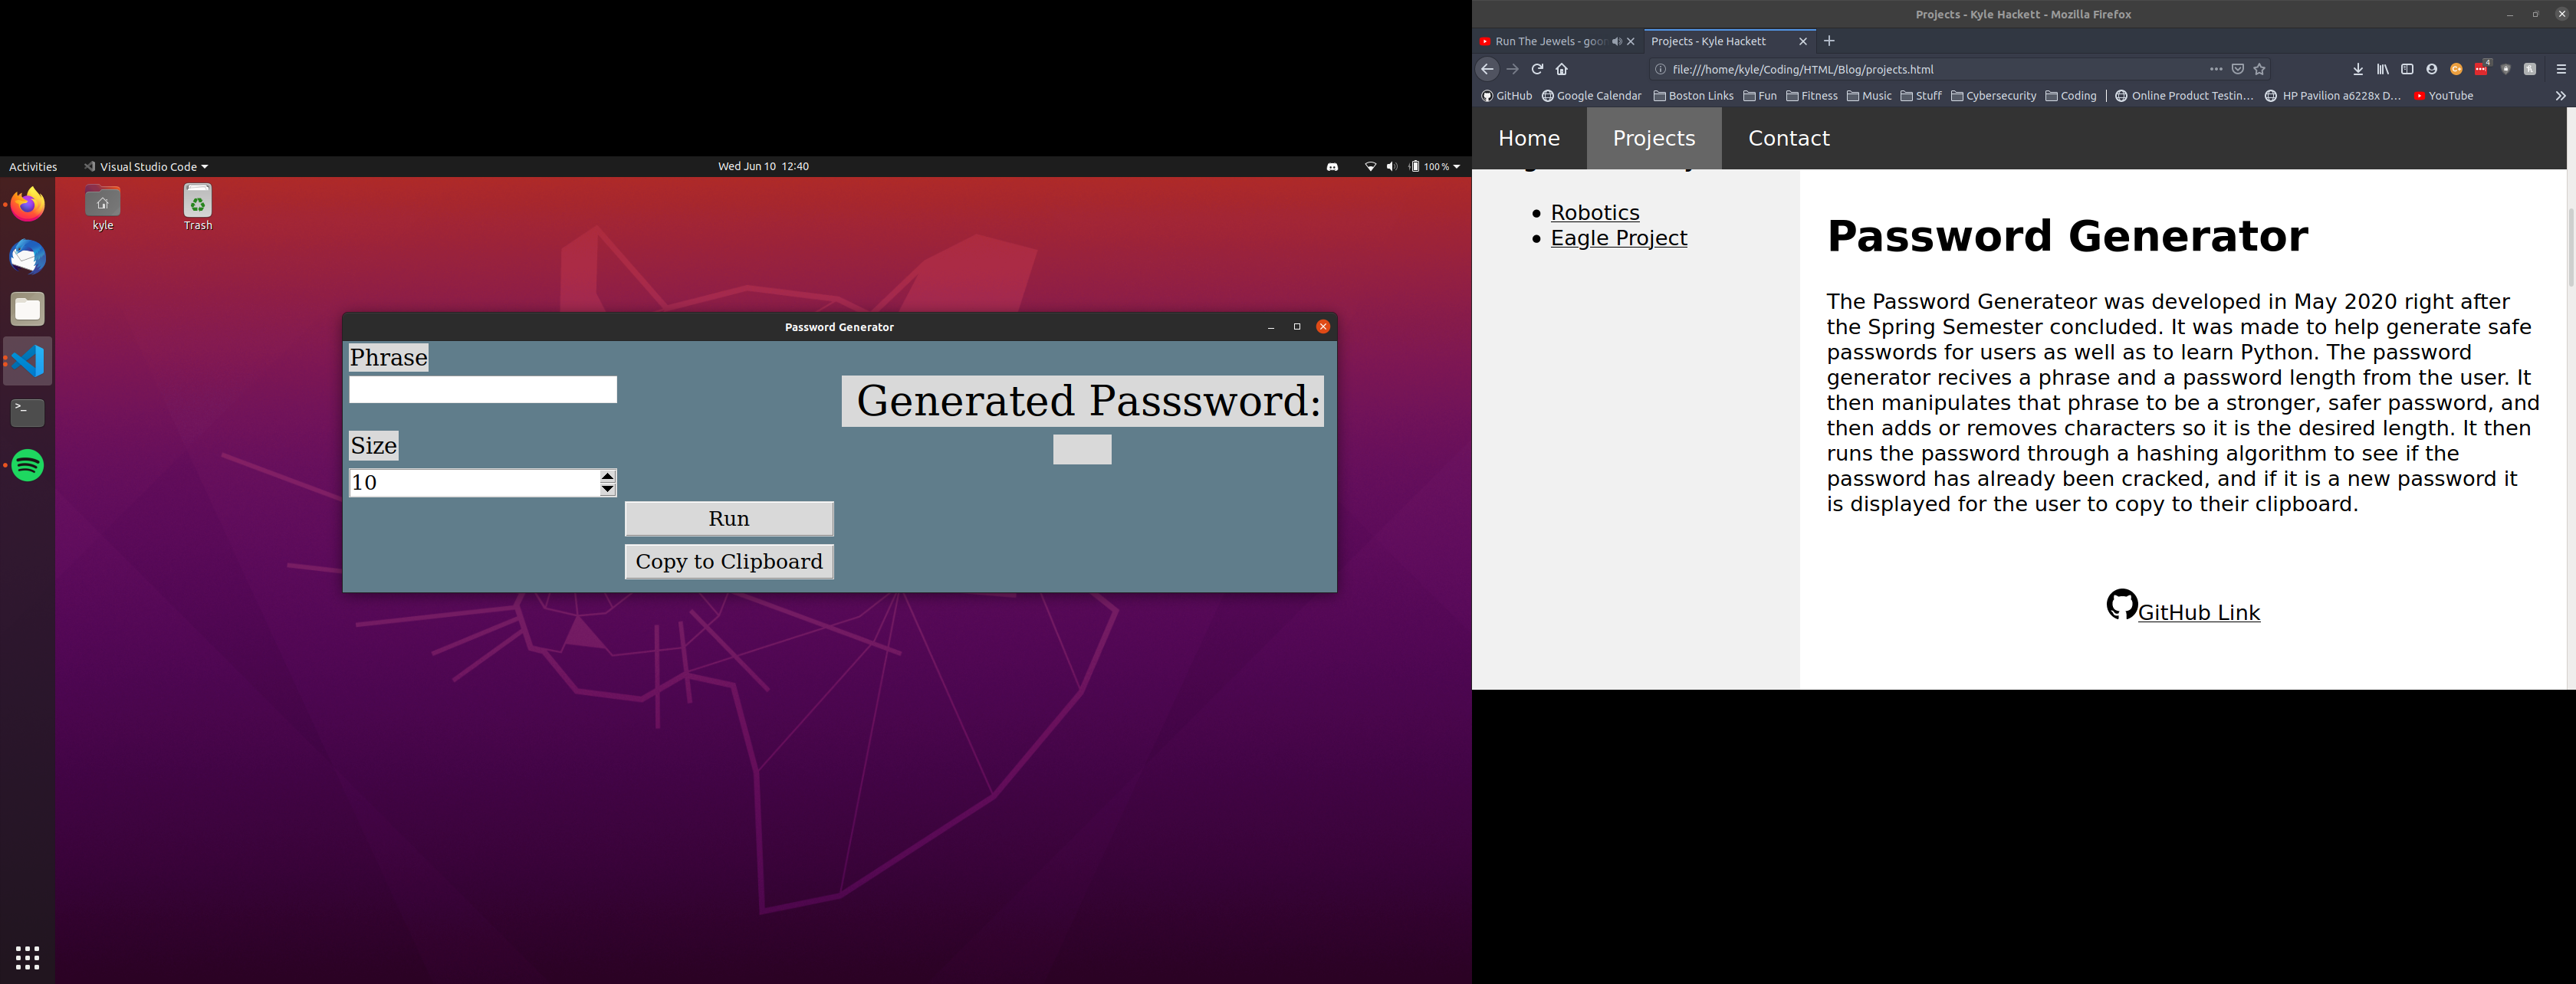 Activities
Visual Studio Code
Wed Jun 10 12:40
100 %
kyle
Trash
Password Generator
Phrase
Generated Passsword:
Size
10
Run
Copy to Clipboard
Projects - Kyle Hackett - Mozilla Firefox
Run The Jewels - goon
Projects - Kyle Hackett
file:///home/kyle/Coding/HTML/Blog/projects.html
4
GitHub Google Calendar Boston Links Fun Fitness Music Stuff Cybersecurity Coding Online Product Testin… HP Pavilion a6228x D… YouTube
Home Projects Contact
Robotics
Eagle Project
Password Generator
The Password Generateor was developed in May 2020 right after
the Spring Semester concluded. It was made to help generate safe
passwords for users as well as to learn Python. The password
generator recives a phrase and a password length from the user. It
then manipulates that phrase to be a stronger, safer password, and
then adds or removes characters so it is the desired length. It then
runs the password through a hashing algorithm to see if the
password has already been cracked, and if it is a new password it
is displayed for the user to copy to their clipboard.
GitHub Link